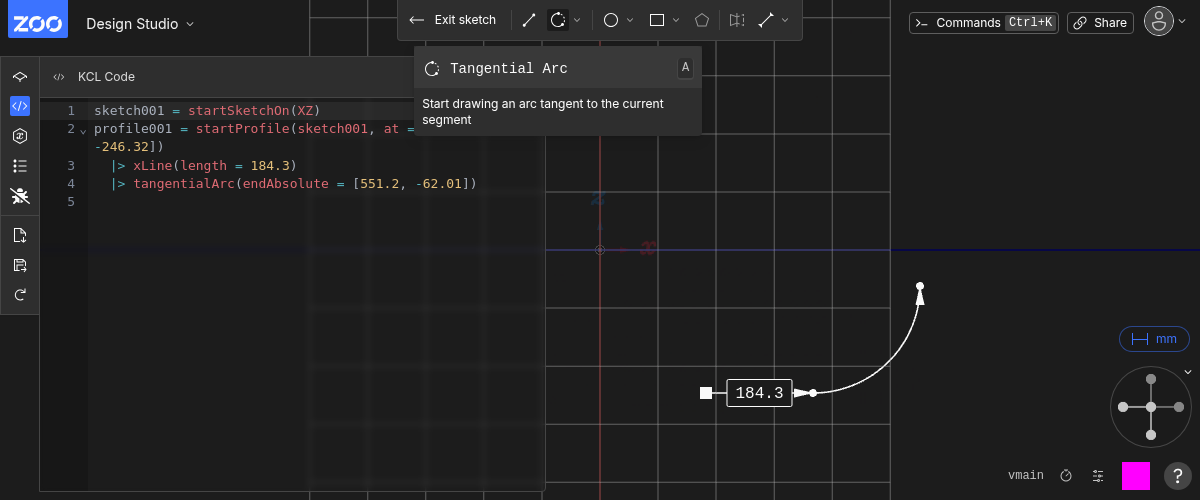 ZOO
Design Studio
Exit sketch
Commands Ctrl+K
Share
KCL Code
Tangential Arc
A
Start drawing an arc tangent to the current
segment
1 sketch001 = startSketchOn(XZ)
2 profile001 = startProfile(sketch001, at =
-246.32])
3 |> xLine(length = 184.3)
4 |> tangentialArc(endAbsolute = [551.2, -62.01])
5
z
x
184.3
mm
vmain
?